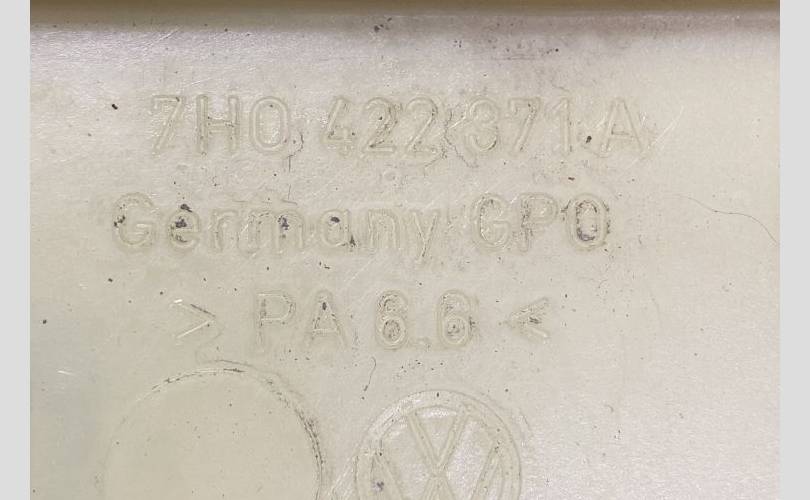 7H0 422 371 A
Germany GPO
> PA 6.6 <